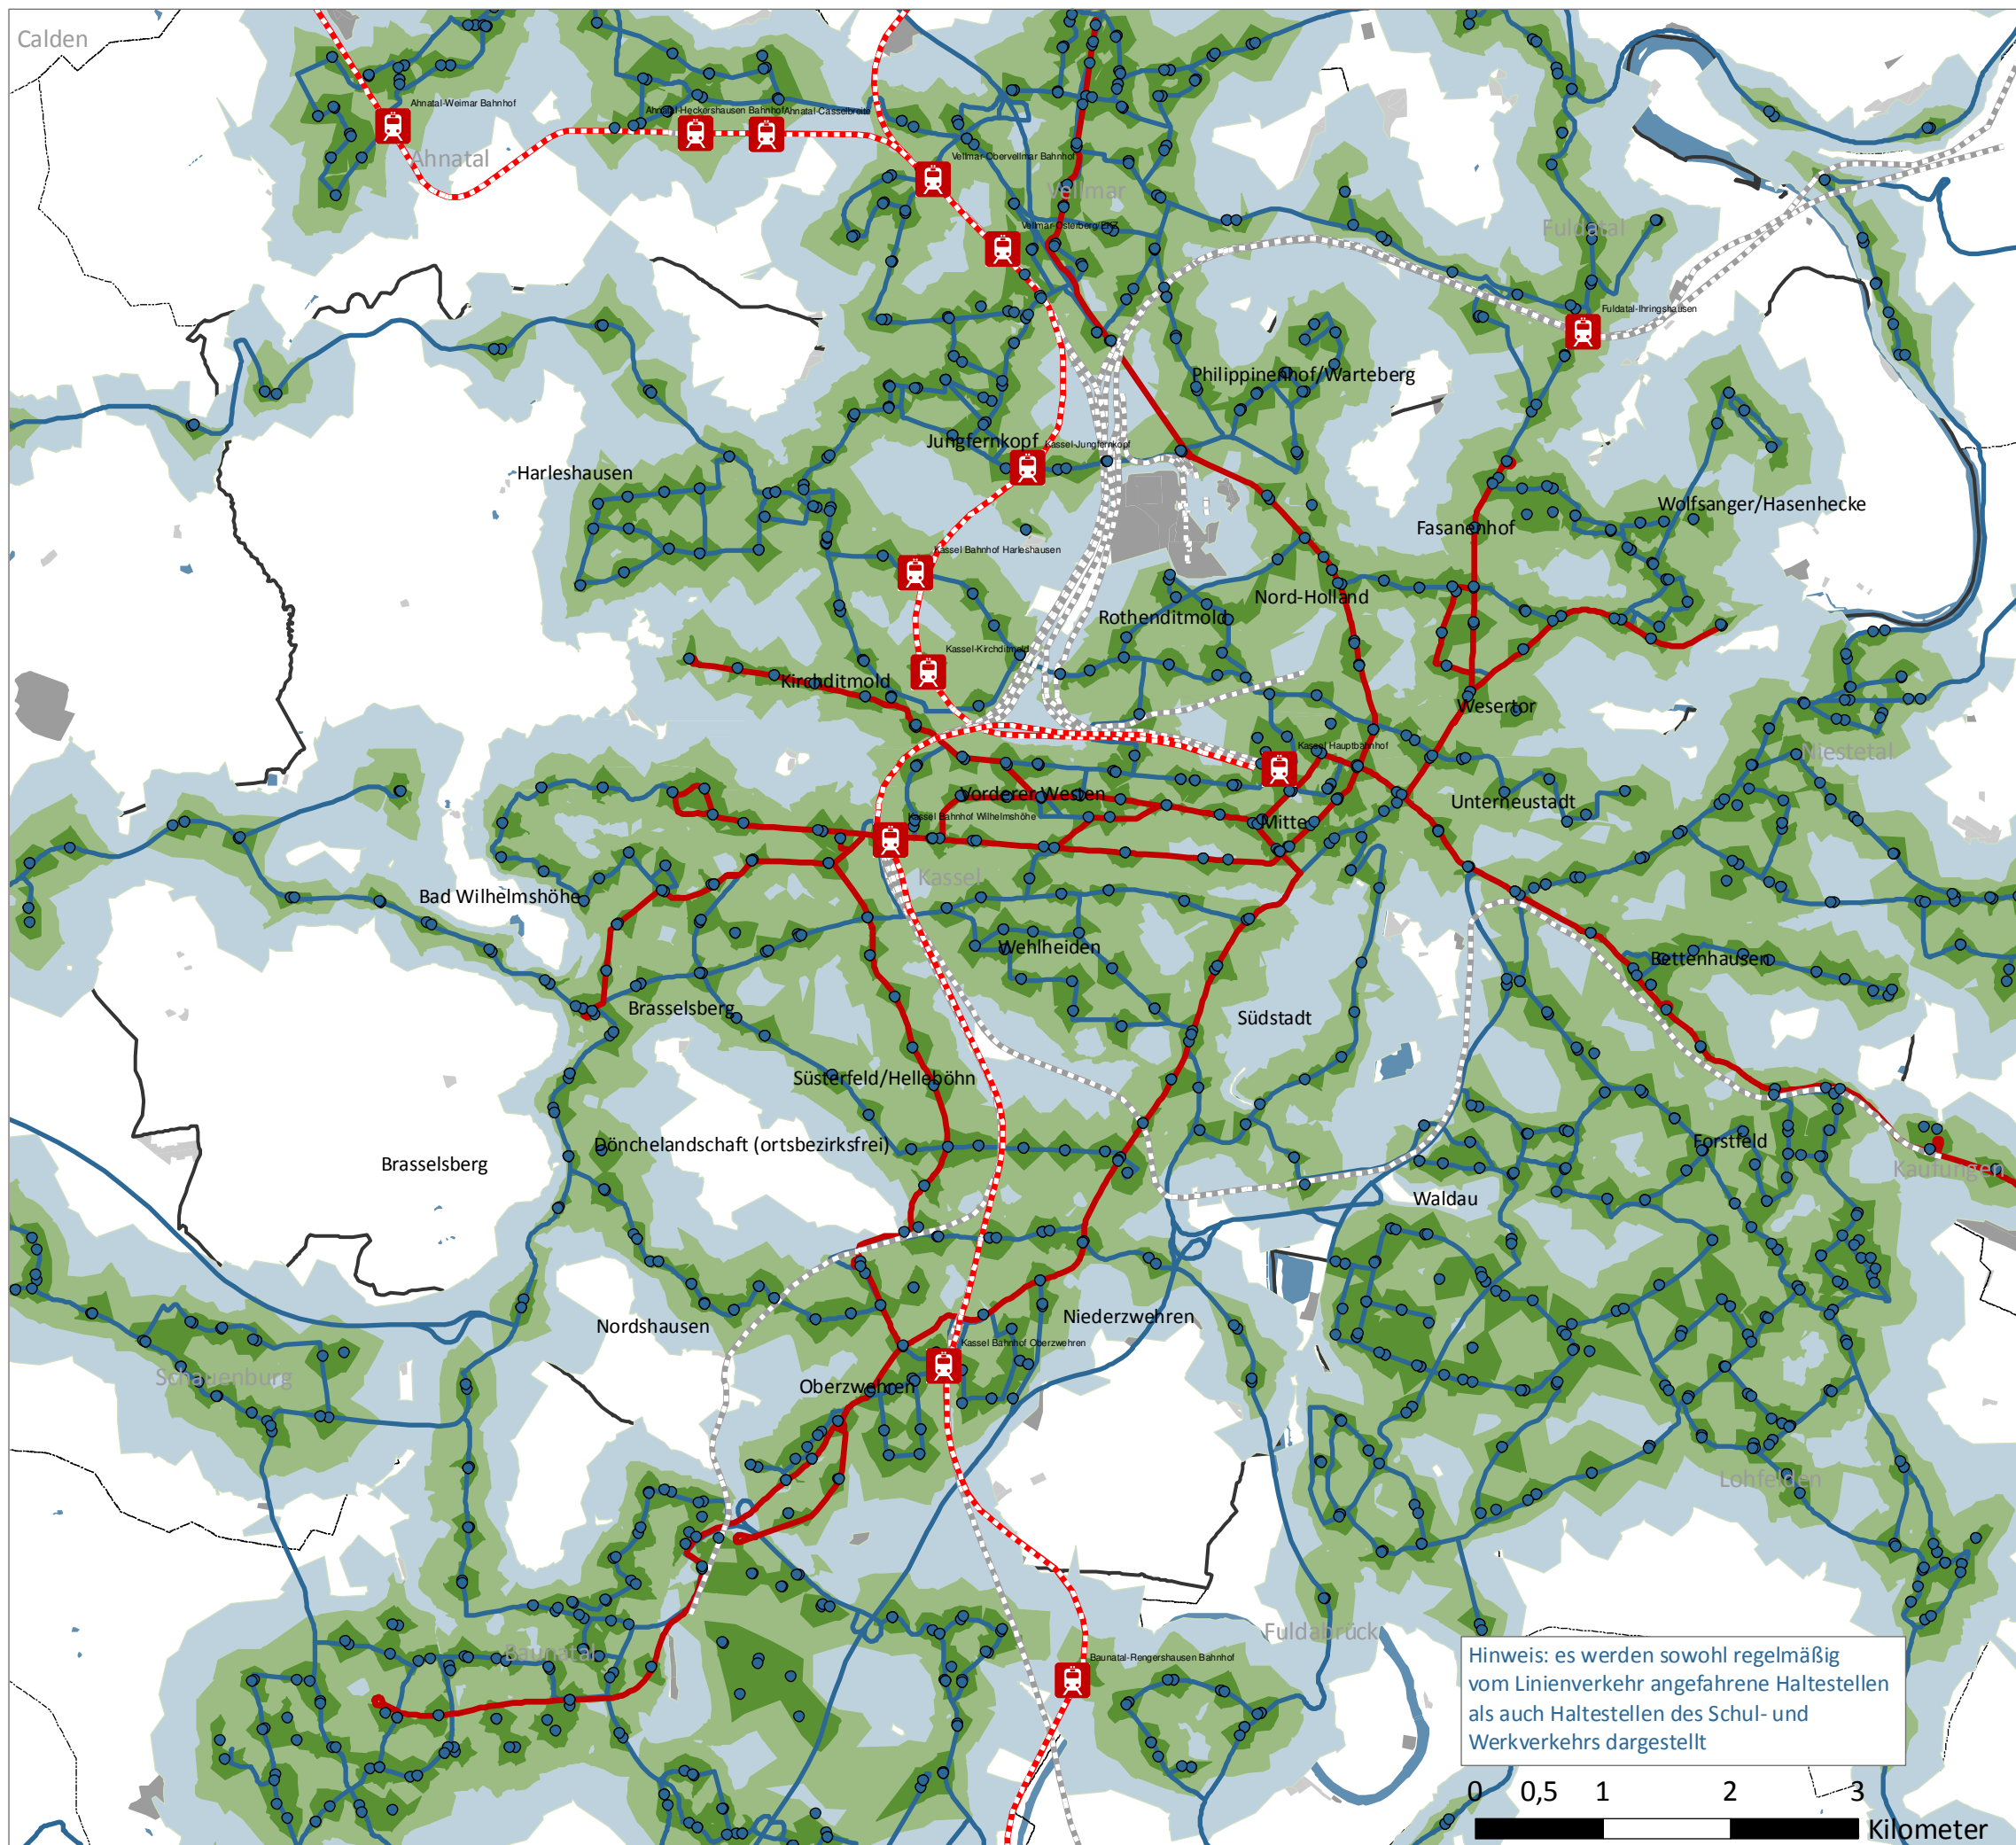 Calden
Ahnatal-Weimar Bahnhof
Ahnatal-Heckershausen Bahnhof
Ahnatal-Casselbreite
Ahnatal
Vellmar-Obervellmar Bahnhof
Vellmar
Vellmar-Osterberg/EKZ
Fuldatal
Fuldatal-Ihringshausen
Philippinenhof/Warteberg
Jungfernkopf
Kassel-Jungfernkopf
Harleshausen
Wolfsanger/Hasenhecke
Fasanenhof
Kassel Bahnhof Harleshausen
Nord-Holland
Rothenditmold
Kassel-Kirchditmold
Kirchditmold
Wesertor
Kassel Hauptbahnhof
Niestetal
Vorderer Westen
Unterneustadt
Kassel Bahnhof Wilhelmshöhe
Mitte
Kassel
Bad Wilhelmshöhe
Wehlheiden
Bettenhausen
Brasselsberg
Südstadt
Süsterfeld/Helleböhn
Dönchelandschaft (ortsbezirksfrei)
Forstfeld
Brasselsberg
Kaufungen
Waldau
Nordshausen
Niederzwehren
Kassel Bahnhof Oberzwehren
Schauenburg
Oberzwehren
Lohfelden
Fuldabrück
Baunatal
Baunatal-Rengershausen Bahnhof
Hinweis: es werden sowohl regelmäßig
vom Linienverkehr angefahrene Haltestellen
als auch Haltestellen des Schul- und
Werkverkehrs dargestellt
0 0,5 1 2 3
Kilometer